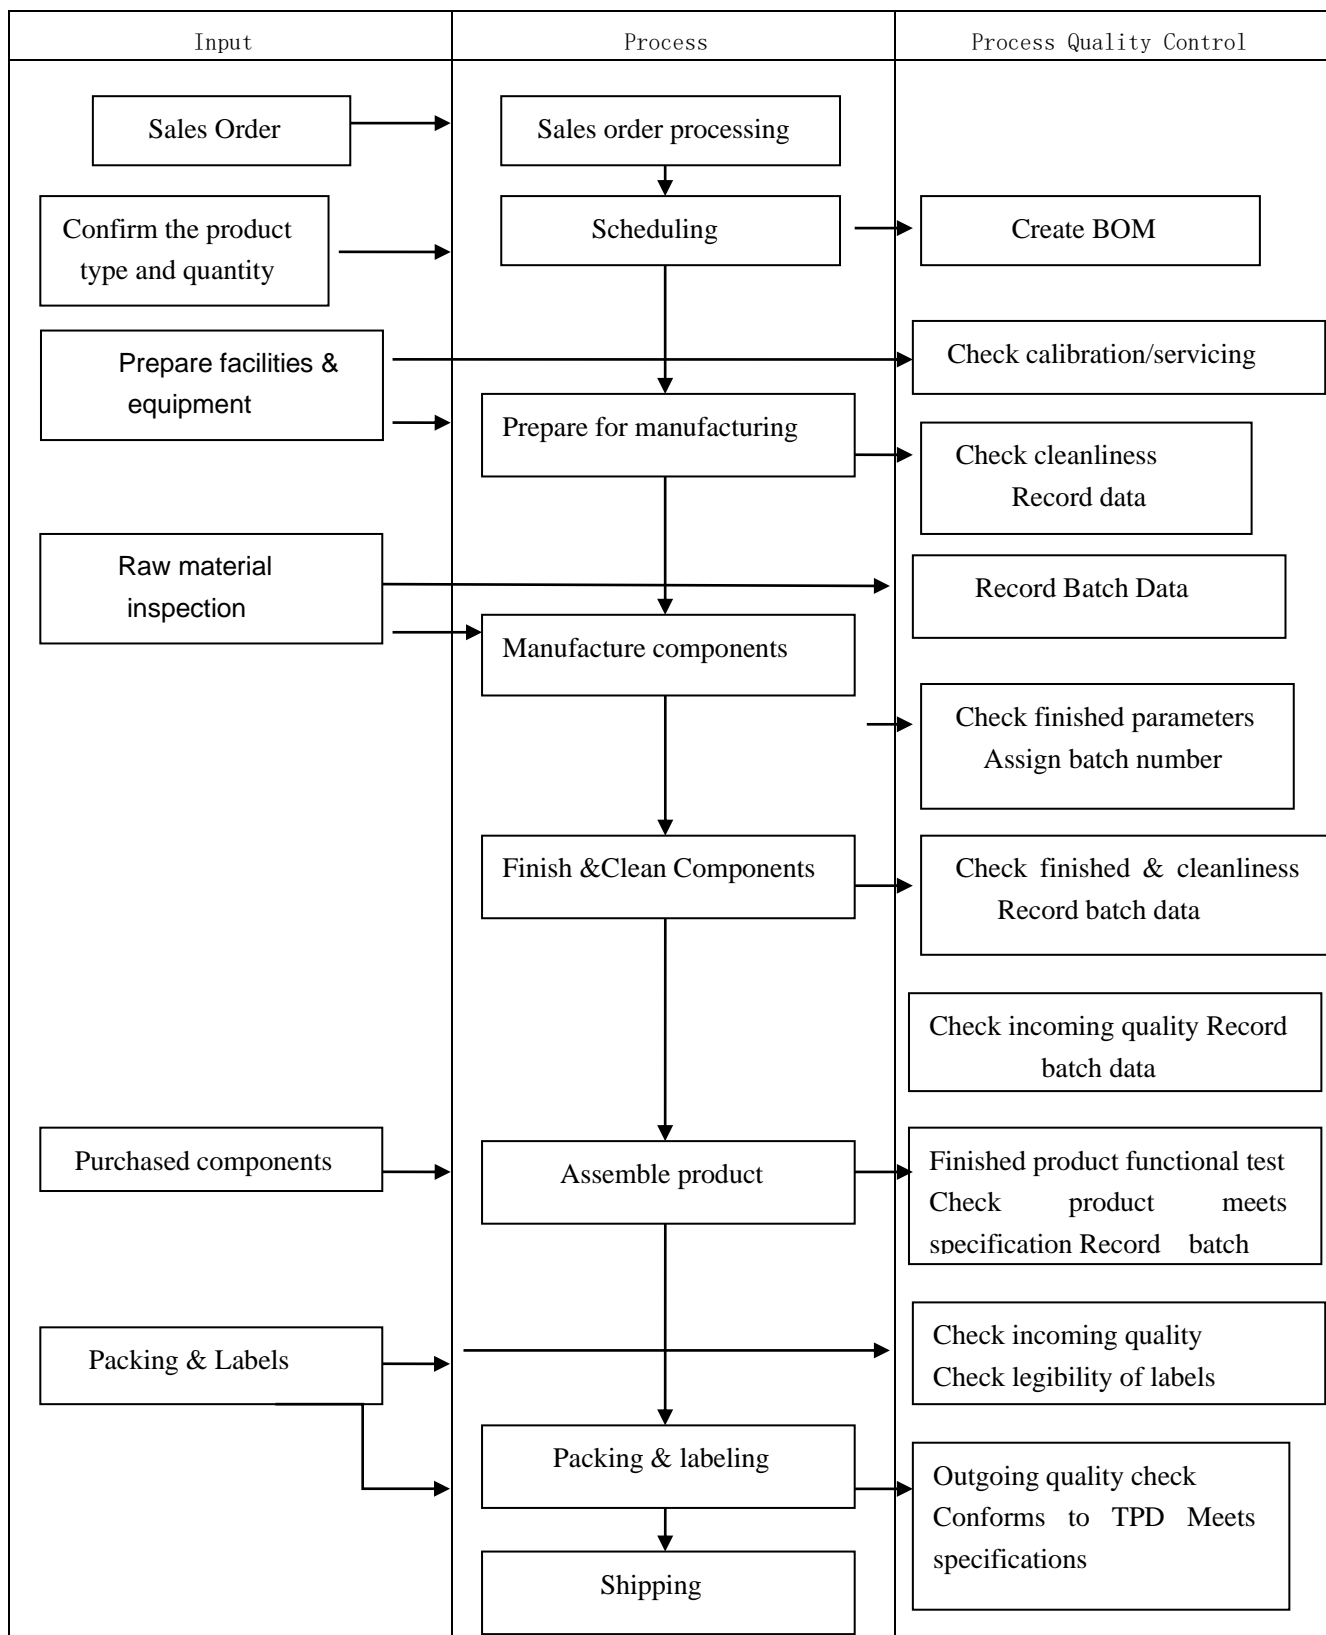 Input
Process
Process Quality Control
Sales Order
Sales order processing
Confirm the product
type and quantity
Scheduling
Create BOM
Prepare facilities &
equipment
Check calibration/servicing
Prepare for manufacturing
Check cleanliness
Record data
Raw material
inspection
Record Batch Data
Manufacture components
Check finished parameters
Assign batch number
Finish &Clean Components
Check finished & cleanliness
Record batch data
Check incoming quality Record
batch data
Purchased components
Assemble product
Finished product functional test
Check product meets
specification Record batch
Packing & Labels
Check incoming quality
Check legibility of labels
Packing & labeling
Outgoing quality check
Conforms to TPD Meets
specifications
Shipping